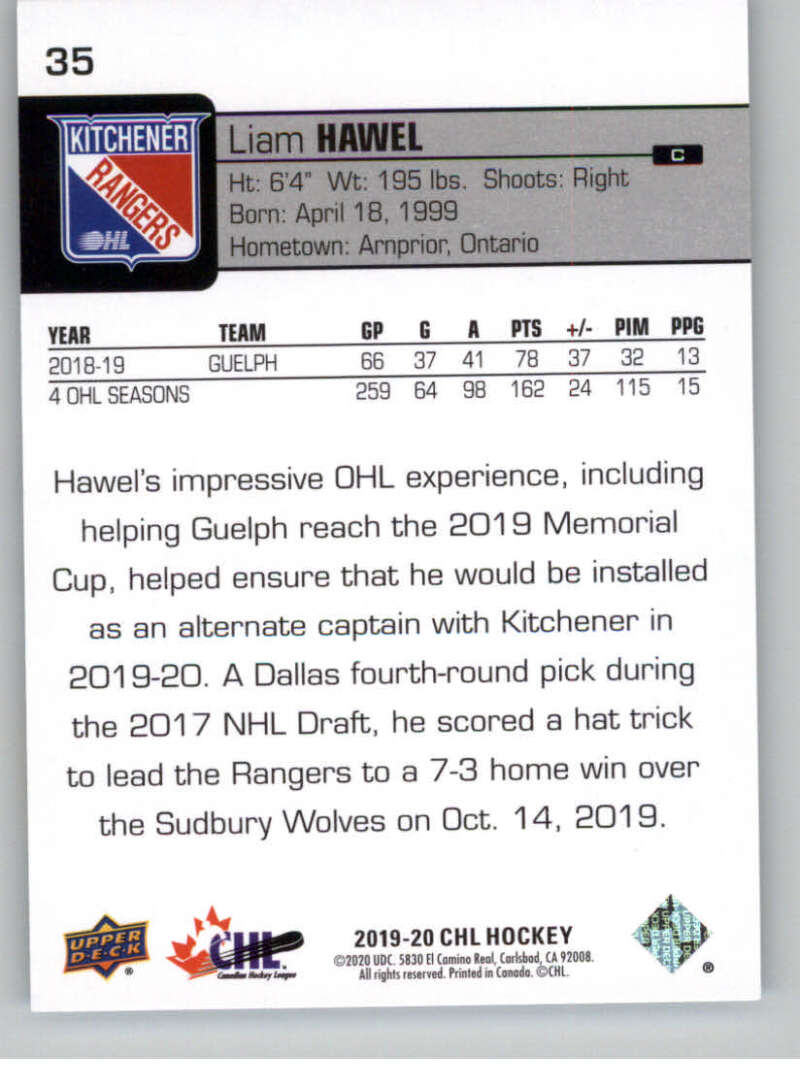 35
KITCHENER
RANGERS
OHL
Liam HAWEL
C
Ht: 6'4" Wt: 195 lbs. Shoots: Right
Born: April 18, 1999
Hometown: Arnprior, Ontario
YEAR TEAM GP G A PTS +/- PIM PPG
2018-19 GUELPH 66 37 41 78 37 32 13
4 OHL SEASONS 259 64 98 162 24 115 15
Hawel's impressive OHL experience, including
helping Guelph reach the 2019 Memorial
Cup, helped ensure that he would be installed
as an alternate captain with Kitchener in
2019-20. A Dallas fourth-round pick during
the 2017 NHL Draft, he scored a hat trick
to lead the Rangers to a 7-3 home win over
the Sudbury Wolves on Oct. 14, 2019.
UPPER
D·E·C·K
®
CHL
Canadian Hockey League
2019-20 CHL HOCKEY
©2020 UDC. 5830 El Camino Real, Carlsbad, CA 92008.
All rights reserved. Printed in Canada. ©CHL.
®